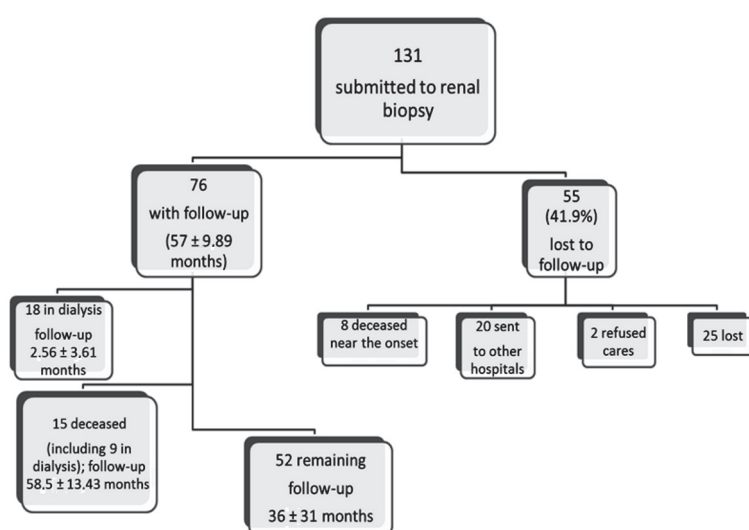 131
submitted to renal
biopsy
76
with follow-up
(57 ± 9.89
months)
55
(41.9%)
lost to
follow-up
18 in dialysis
follow-up
2.56 ± 3.61
months
8 deceased
near the onset
20 sent
to other
hospitals
2 refused
cares
25 lost
15 deceased
(including 9 in
dialysis); follow-up
58.5 ± 13.43 months
52 remaining
follow-up
36 ± 31 months